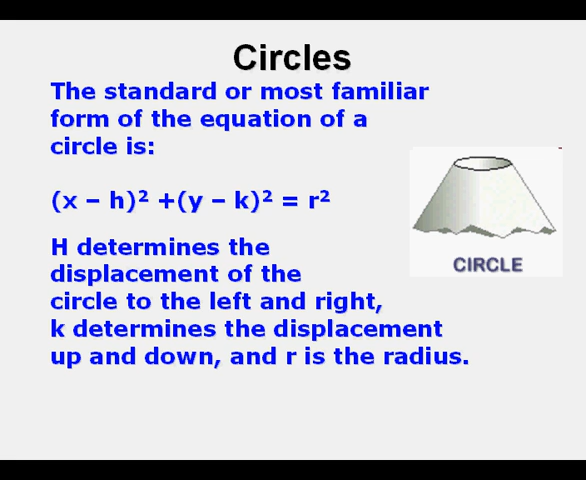 Circles
The standard or most familiar
form of the equation of a
circle is:
(x – h)² +(y – k)² = r²
H determines the
displacement of the
circle to the left and right,
k determines the displacement
up and down, and r is the radius.
CIRCLE